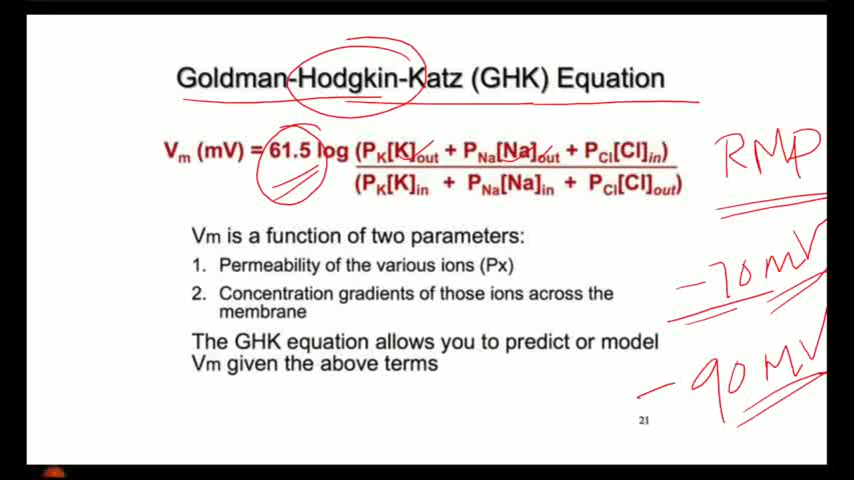 Goldman-Hodgkin-Katz (GHK) Equation
Vm (mV) = 61.5 log (PK[K]out + PNa[Na]out + PCl[Cl]in)
(PK[K]in + PNa[Na]in + PCl[Cl]out)
RMP
Vm is a function of two parameters:
-70mV
1. Permeability of the various ions (Px)
2. Concentration gradients of those ions across the
membrane
The GHK equation allows you to predict or model
Vm given the above terms
-90mV
21